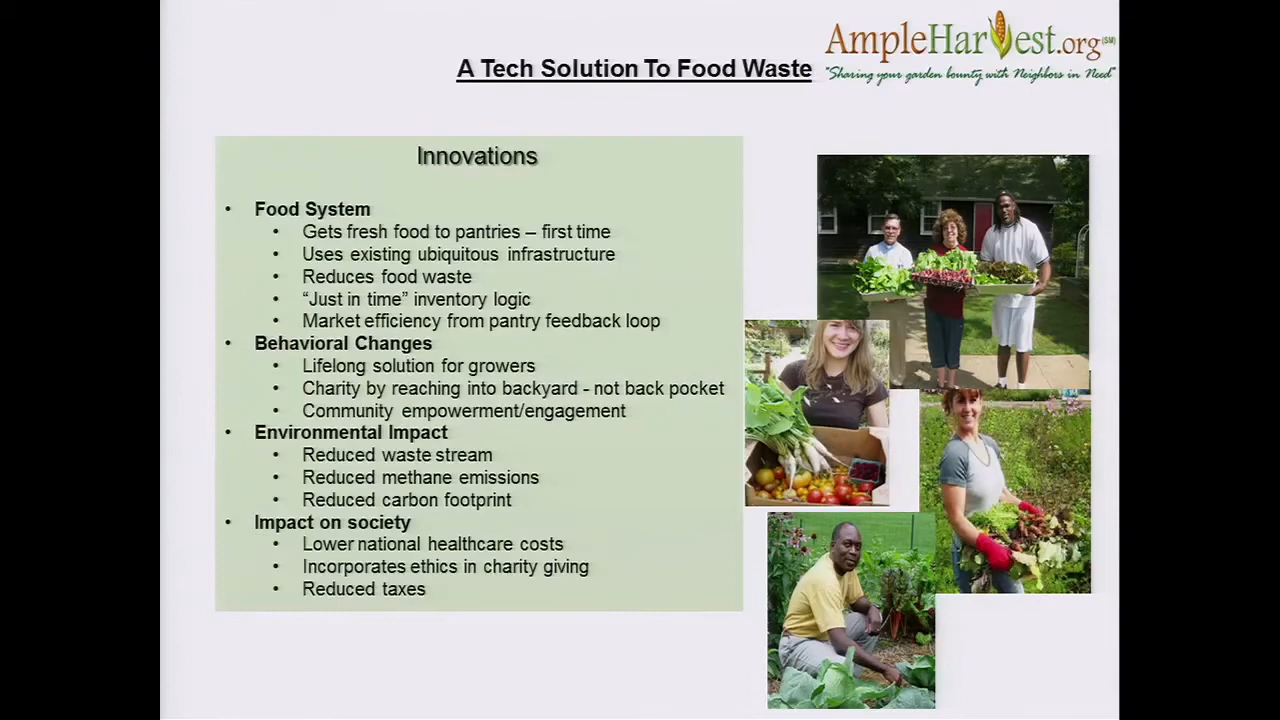 AmpleHarvest.org(SM)
"Sharing your garden bounty with Neighbors in Need"
A Tech Solution To Food Waste
Innovations
• Food System
• Gets fresh food to pantries – first time
• Uses existing ubiquitous infrastructure
• Reduces food waste
• “Just in time” inventory logic
• Market efficiency from pantry feedback loop
• Behavioral Changes
• Lifelong solution for growers
• Charity by reaching into backyard - not back pocket
• Community empowerment/engagement
• Environmental Impact
• Reduced waste stream
• Reduced methane emissions
• Reduced carbon footprint
• Impact on society
• Lower national healthcare costs
• Incorporates ethics in charity giving
• Reduced taxes